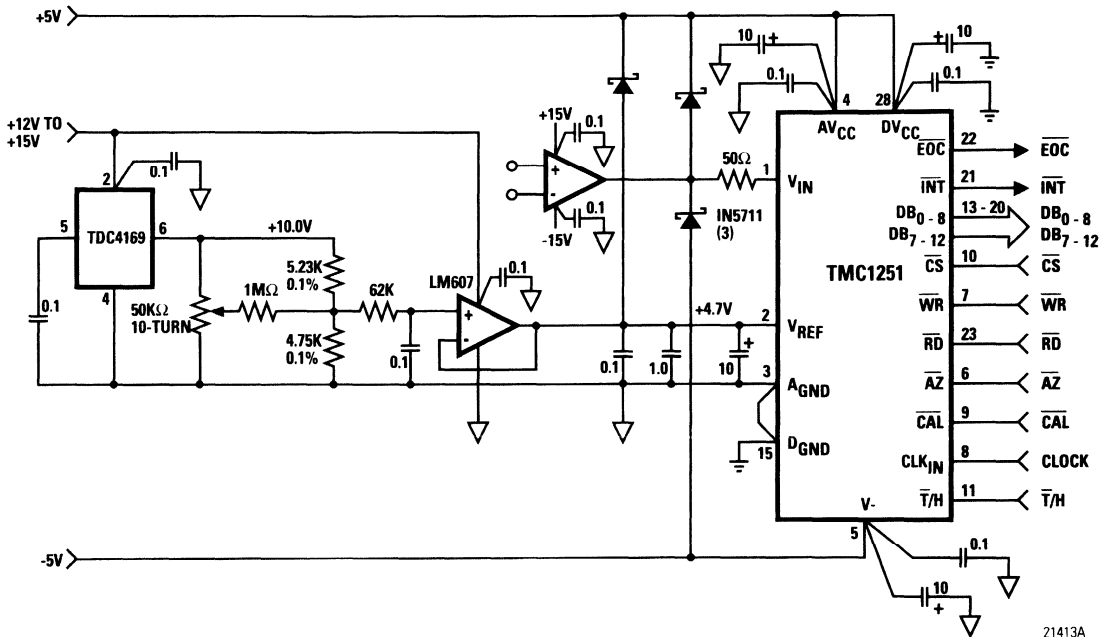 +5V
10
+
+
10
0.1
0.1
4
28
AVCC
DVCC
+12V TO
+15V
+15V
0.1
EOC
22
EOC
50Ω
1
VIN
INT
21
INT
2
0.1
+
-
0.1
-15V
IN5711
(3)
DB0 - 8
13 - 20
DB0 - 8
DB7 - 12
DB7 - 12
5
TDC4169
6
+10.0V
TMC1251
CS
10
CS
4
5.23K
0.1%
1MΩ
62K
LM607
0.1
WR
7
WR
0.1
50KΩ
10-TURN
+
-
+4.7V
2
VREF
RD
23
RD
4.75K
0.1%
0.1
0.1
1.0
10
+
3
AGND
AZ
6
AZ
CAL
9
CAL
15
DGND
CLKIN
8
CLOCK
T/H
11
T/H
V-
5
-5V
0.1
10
+
21413A